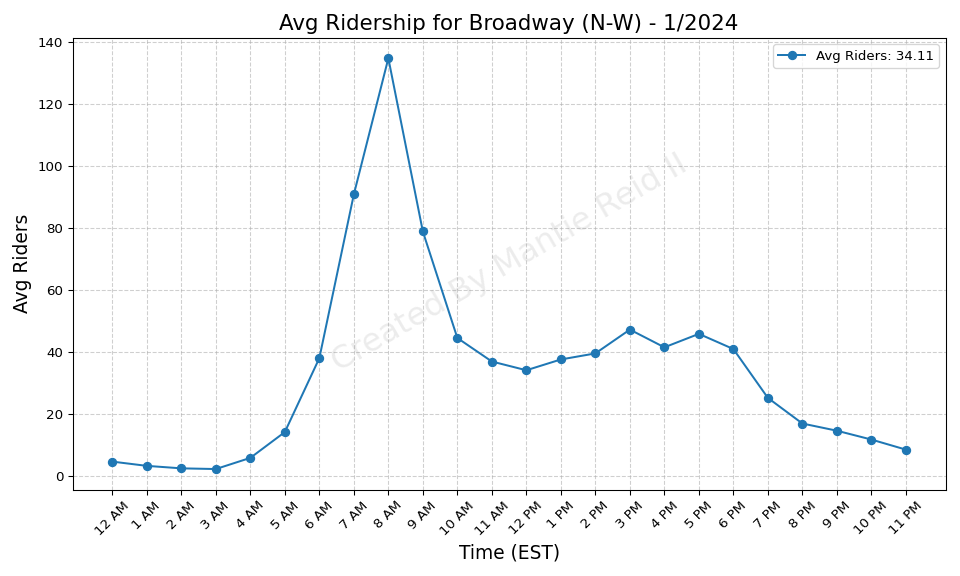 Avg Ridership for Broadway (N-W) - 1/2024
Avg Riders: 34.11
140
120
100
80
60
40
20
0
Avg Riders
Created By Mantie Reid II
12 AM
1 AM
2 AM
3 AM
4 AM
5 AM
6 AM
7 AM
8 AM
9 AM
10 AM
11 AM
12 PM
1 PM
2 PM
3 PM
4 PM
5 PM
6 PM
7 PM
8 PM
9 PM
10 PM
11 PM
Time (EST)